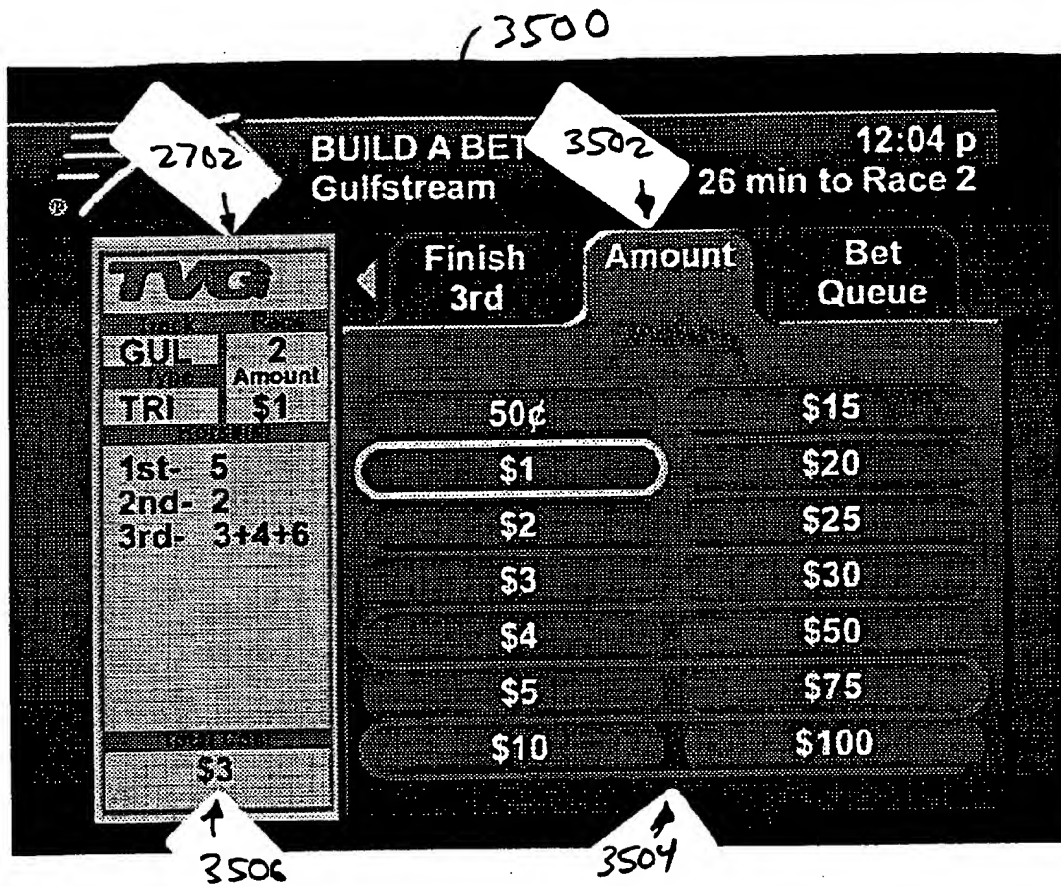 3500
2702
BUILD A BET
3502
12:04 p
Gulfstream
26 min to Race 2
®
TVG
Finish
3rd
Amount
Bet
Queue
Track
GUL
2
Type
Amount
TRI
$1
1st- 5
2nd- 2
3rd- 3+4+6
$3
50¢
$15
$1
$20
$2
$25
$3
$30
$4
$50
$5
$75
$10
$100
3506
3504